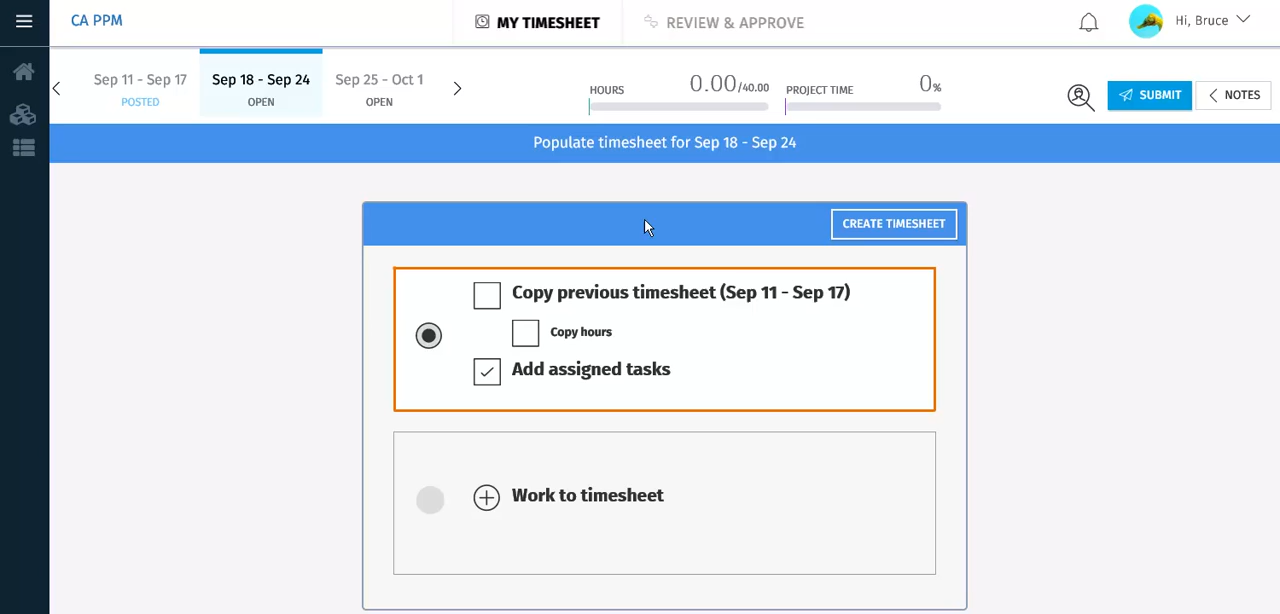 CA PPM
MY TIMESHEET
REVIEW & APPROVE
Hi, Bruce
Sep 11 - Sep 17
POSTED
Sep 18 - Sep 24
OPEN
Sep 25 - Oct 1
OPEN
HOURS
0.00/40.00
PROJECT TIME
0%
SUBMIT
NOTES
Populate timesheet for Sep 18 - Sep 24
CREATE TIMESHEET
Copy previous timesheet (Sep 11 - Sep 17)
Copy hours
Add assigned tasks
Work to timesheet